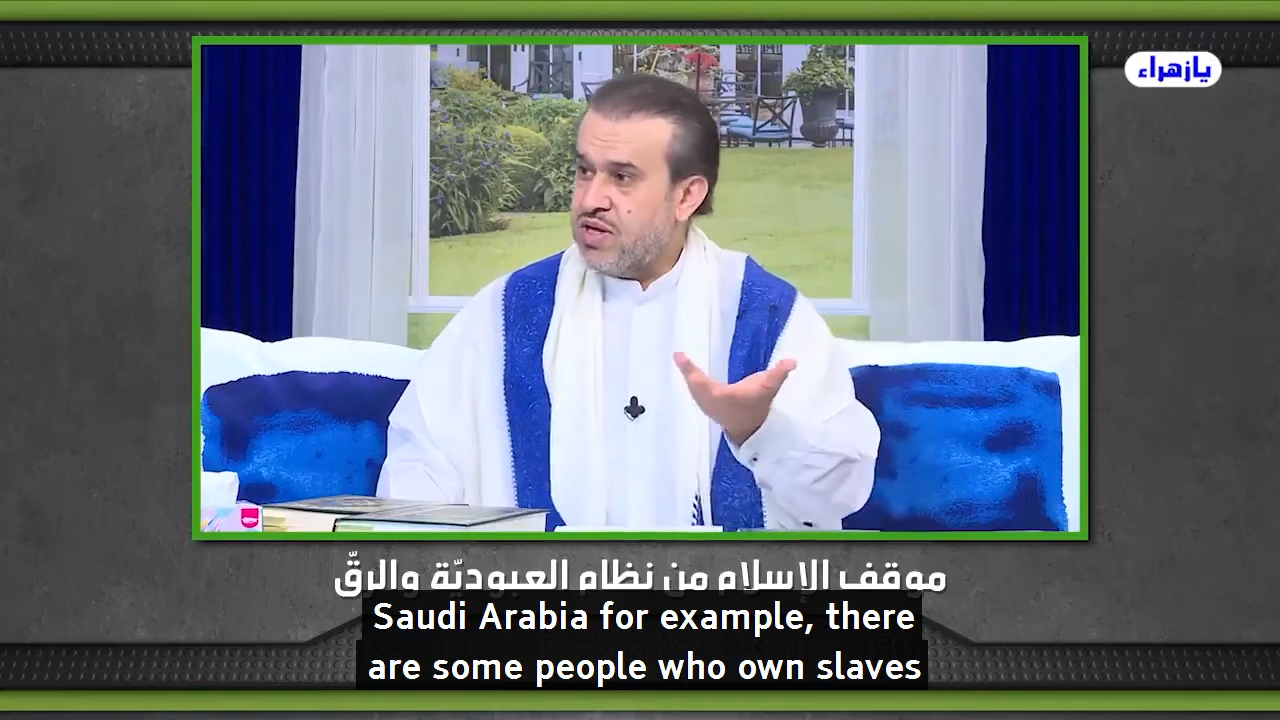 يازهراء
موقف الإسلام من نظام العبوديّة والرقّ
Saudi Arabia for example, there
are some people who own slaves